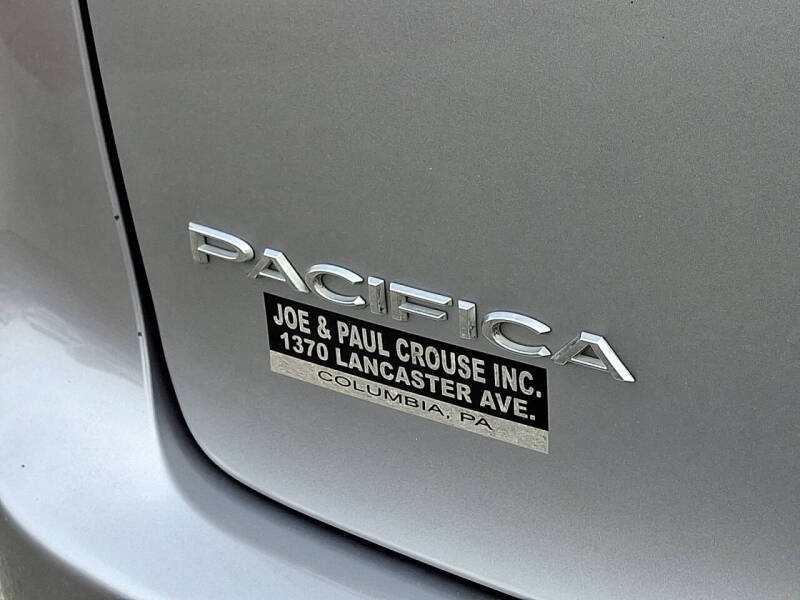 PACIFICA
JOE & PAUL CROUSE INC.
1370 LANCASTER AVE.
COLUMBIA, PA